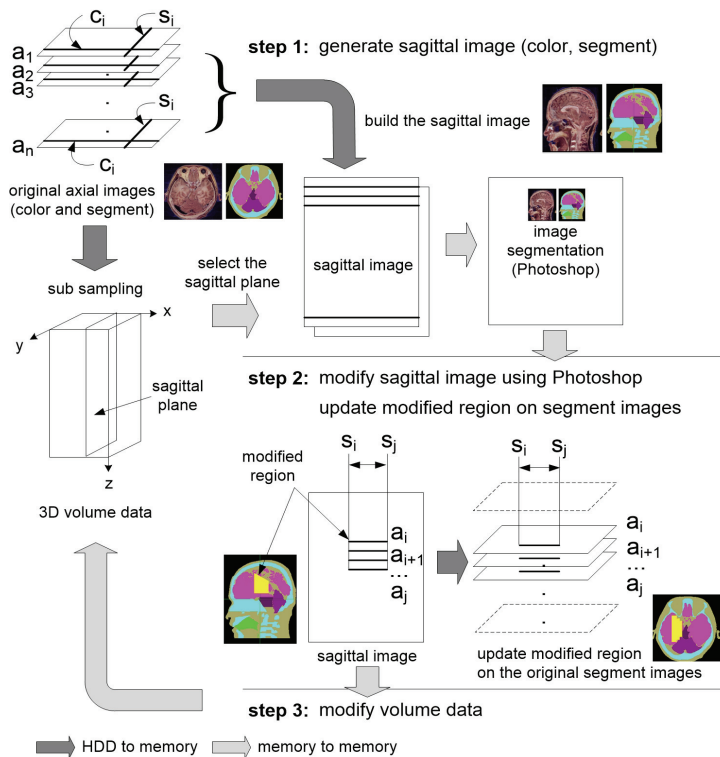 c_i
s_i
a_1
a_2
a_3
s_i
a_n
c_i
original axial images
(color and segment)
step 1: generate sagittal image (color, segment)
build the sagittal image
sub sampling
x
y
z
sagittal
plane
3D volume data
select the
sagittal plane
sagittal image
image
segmentation
(Photoshop)
step 2: modify sagittal image using Photoshop
update modified region on segment images
modified
region
s_i s_j
a_i
a_{i+1}
...
a_j
sagittal image
s_i s_j
a_i
a_{i+1}
...
a_j
update modified region
on the original segment images
step 3: modify volume data
HDD to memory
memory to memory